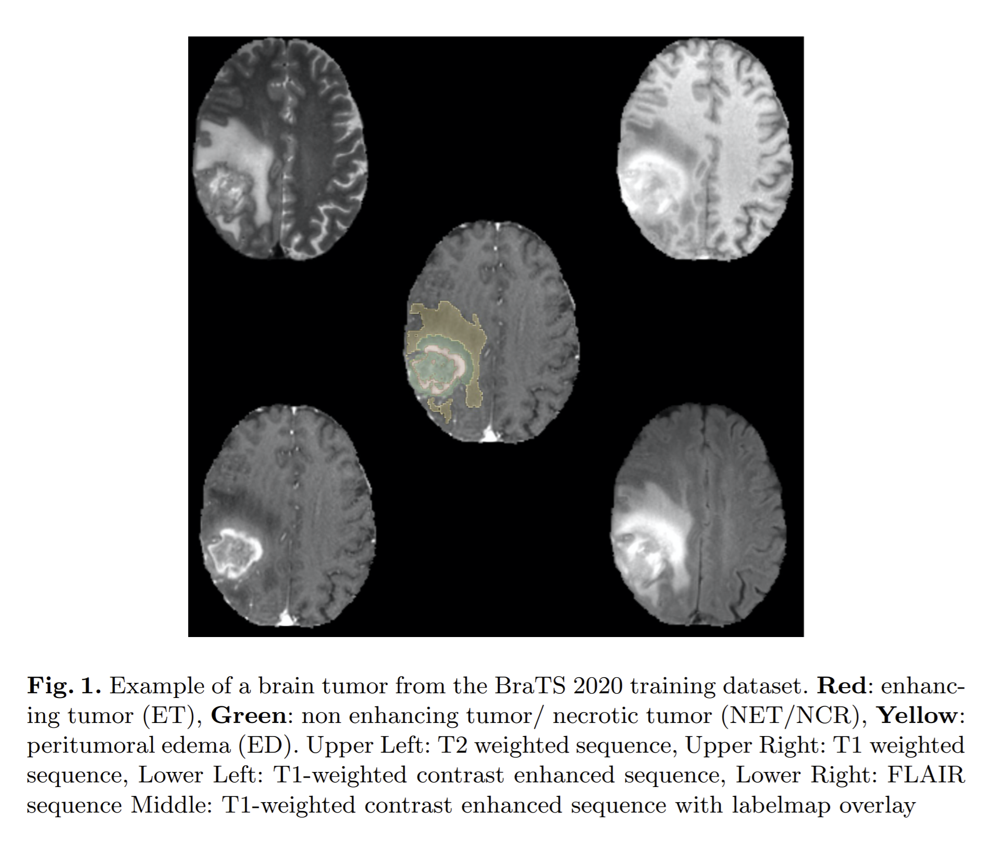 Fig. 1. Example of a brain tumor from the BraTS 2020 training dataset. Red: enhanc-
ing tumor (ET), Green: non enhancing tumor/ necrotic tumor (NET/NCR), Yellow:
peritumoral edema (ED). Upper Left: T2 weighted sequence, Upper Right: T1 weighted
sequence, Lower Left: T1-weighted contrast enhanced sequence, Lower Right: FLAIR
sequence Middle: T1-weighted contrast enhanced sequence with labelmap overlay